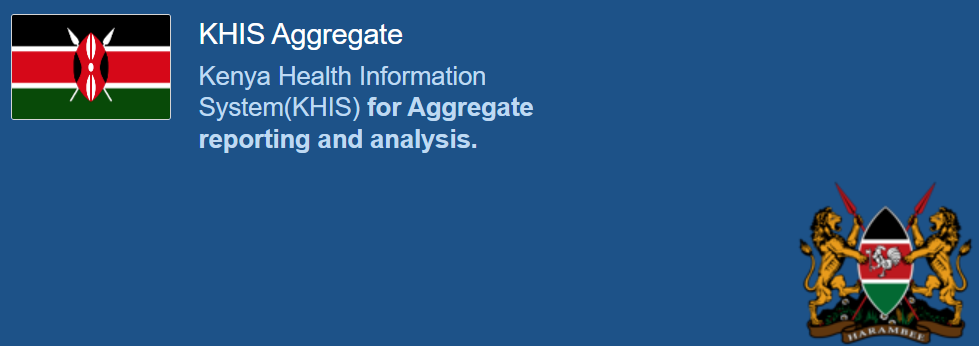 KHIS Aggregate
Kenya Health Information
System(KHIS) for Aggregate
reporting and analysis.
HARAMBEE